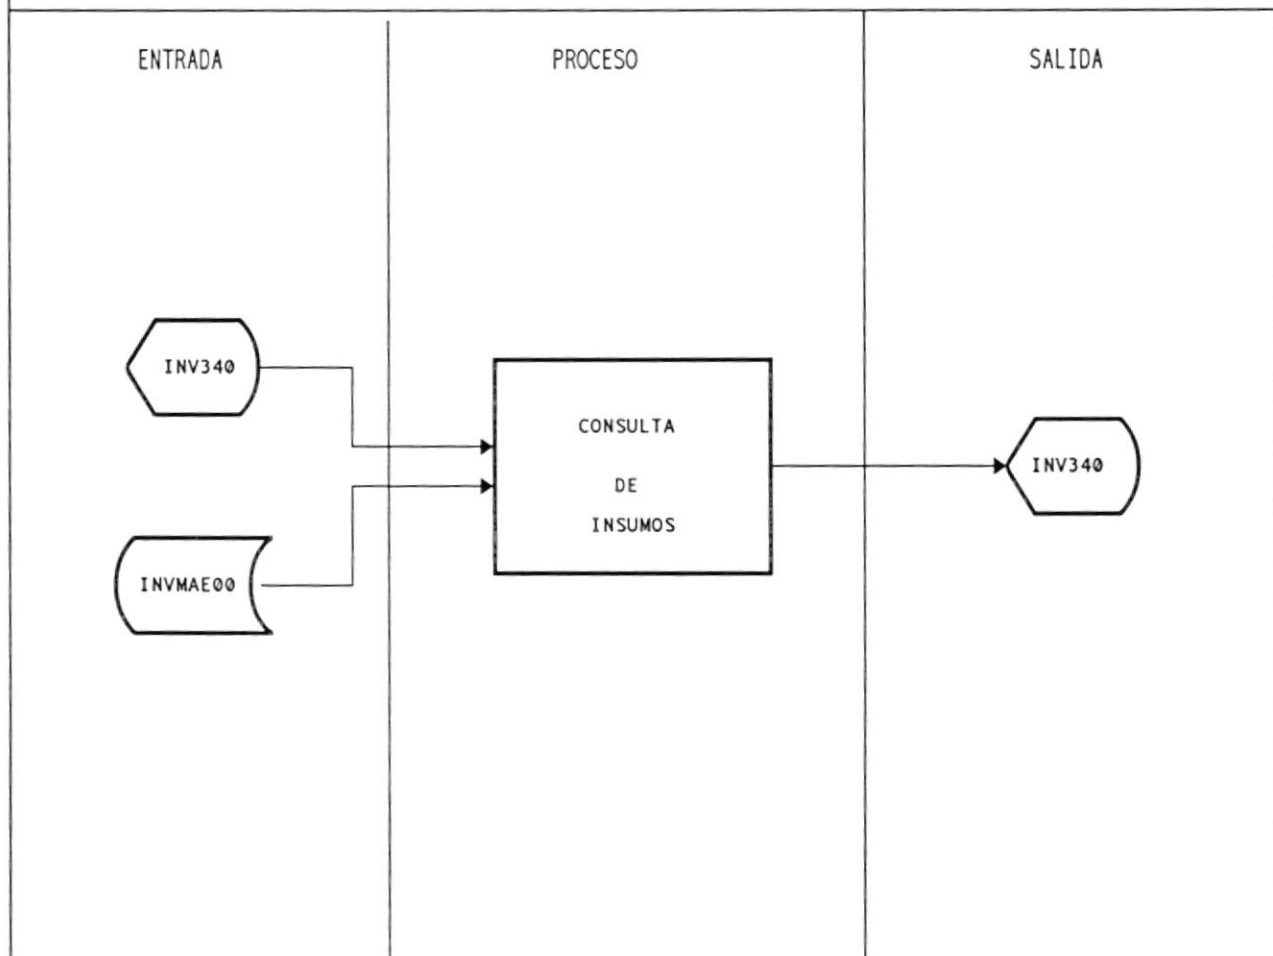 ENTRADA
PROCESO
SALIDA
INV340
CONSULTA
DE
INSUMOS
INV340
INVMAE00